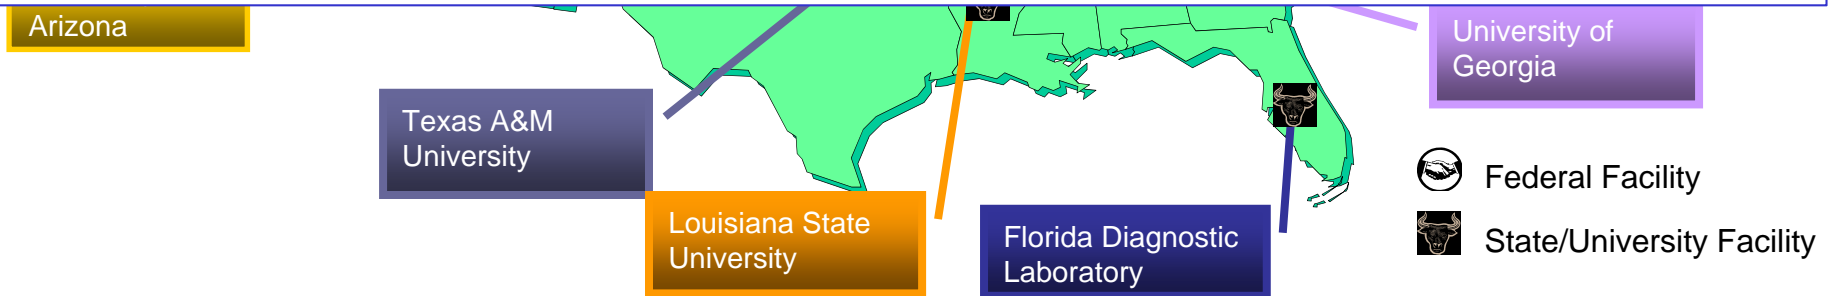 Arizona
University of
Georgia
Texas A&M
University
Louisiana State
University
Florida Diagnostic
Laboratory
Federal Facility
State/University Facility